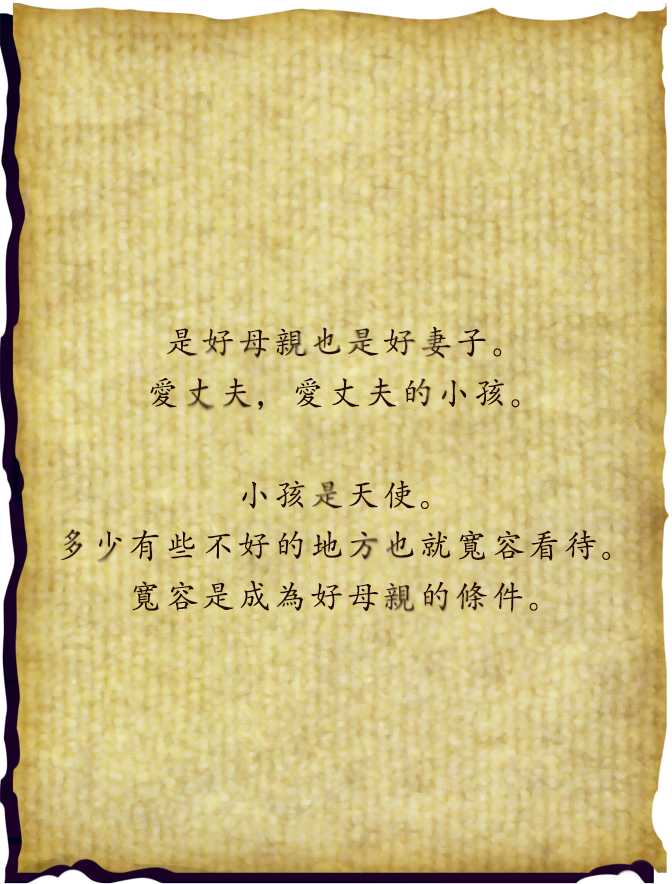 是好母親也是好妻子。
愛丈夫，愛丈夫的小孩。
小孩是天使。
多少有些不好的地方也就寬容看待。
寬容是成為好母親的條件。